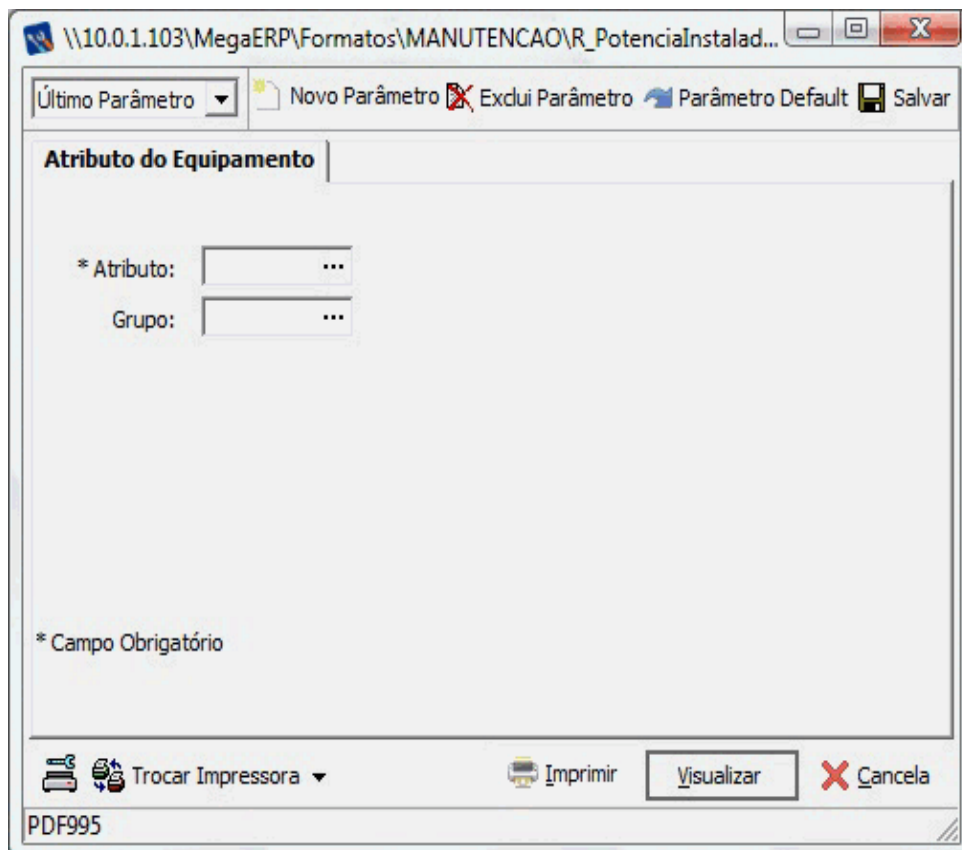 \\10.0.1.103\MegaERP\Formatos\MANUTENCAO\R_PotenciaInstalad...
Último Parâmetro Novo Parâmetro Exclui Parâmetro Parâmetro Default Salvar
Atributo do Equipamento
* Atributo: ...
Grupo: ...
* Campo Obrigatório
Trocar Impressora Imprimir Visualizar Cancela
PDF995